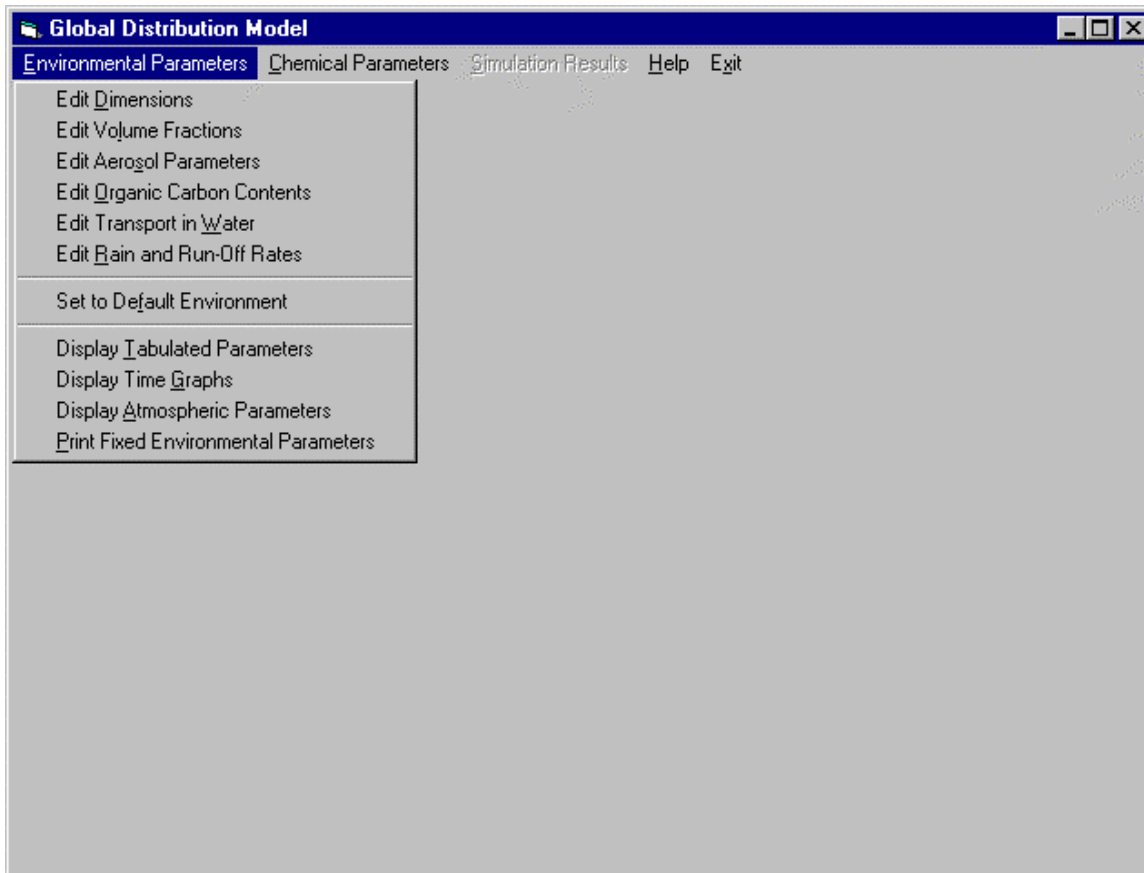 Global Distribution Model
Environmental Parameters Chemical Parameters Simulation Results Help Exit
Edit Dimensions
Edit Volume Fractions
Edit Aerosol Parameters
Edit Organic Carbon Contents
Edit Transport in Water
Edit Rain and Run-Off Rates
Set to Default Environment
Display Tabulated Parameters
Display Time Graphs
Display Atmospheric Parameters
Print Fixed Environmental Parameters